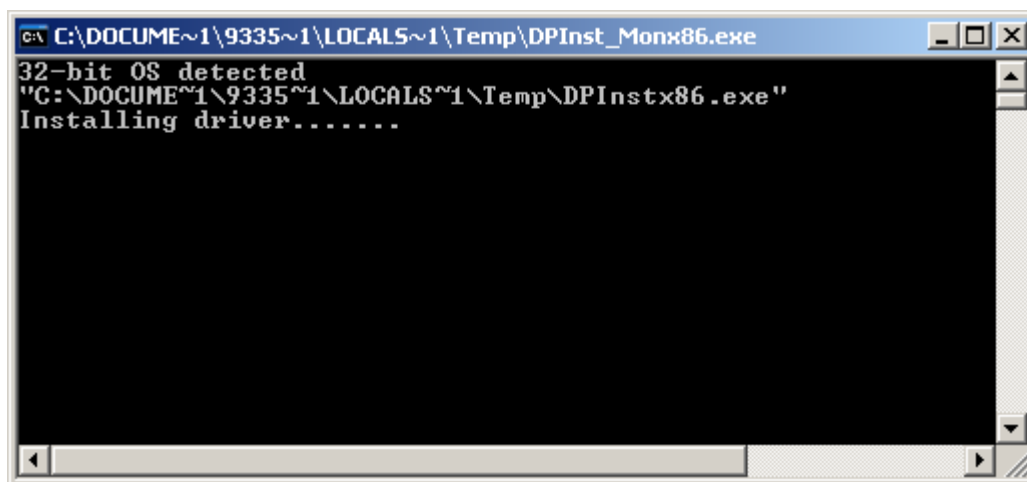 C:\DOCUME~1\9335~1\LOCALS~1\Temp\DPInst_Monx86.exe
32-bit OS detected
"C:\DOCUME~1\9335~1\LOCALS~1\Temp\DPInstx86.exe"
Installing driver.......